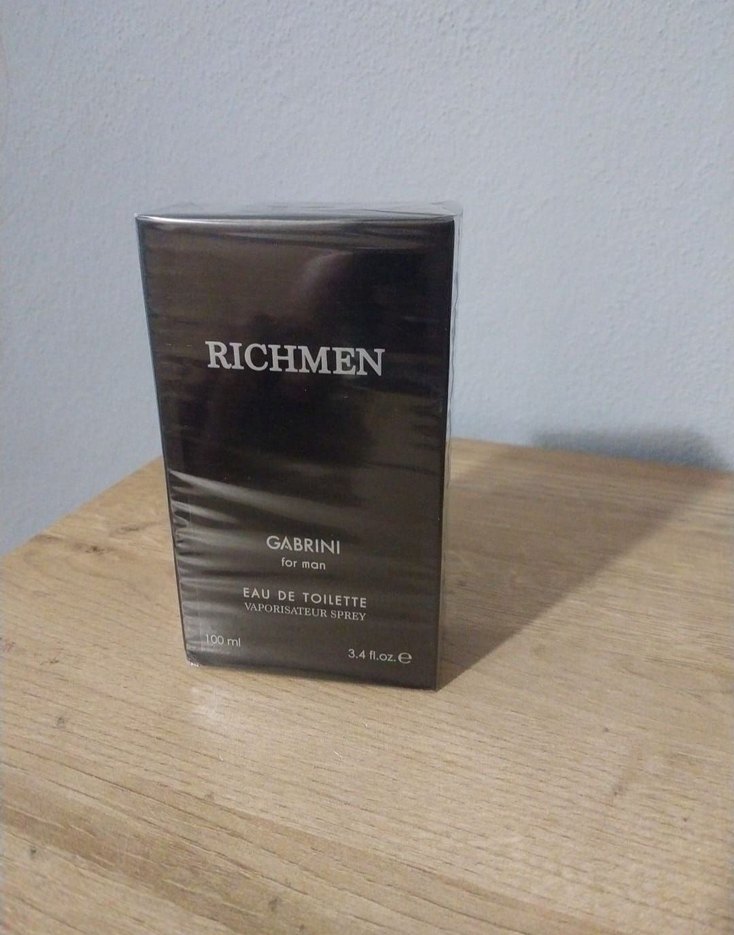 RICHMEN
GABRINI
for man
EAU DE TOILETTE
VAPORISATEUR SPREY
100 ml
3.4 fl.oz. ℮